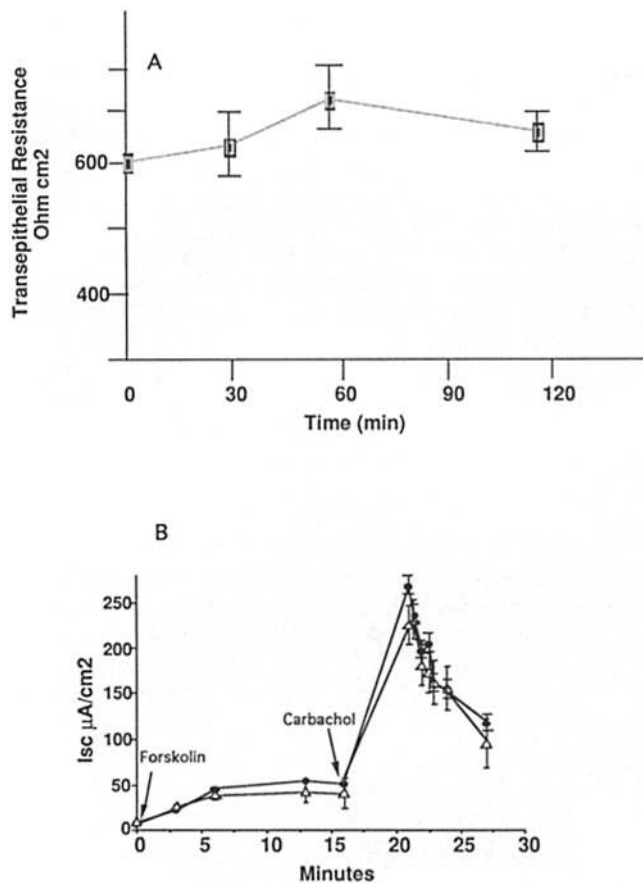 A
Transepithelial Resistance
Ohm cm2
600
400
0 30 60 90 120
Time (min)
B
Isc µA/cm2
250
200
150
100
50
0
Forskolin
Carbachol
0 5 10 15 20 25 30
Minutes